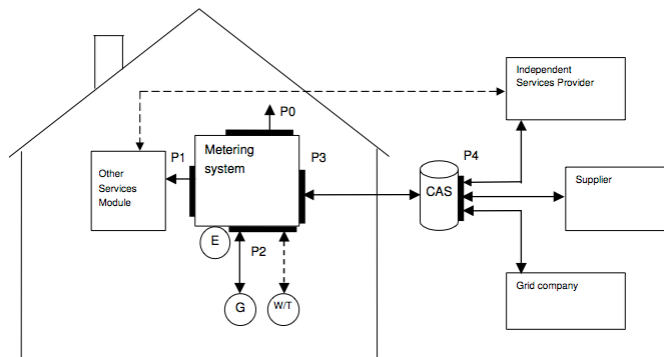 Independent
Services Provider
P0
P1
Metering
system
P3
P4
Other
Services
Module
CAS
Supplier
E
P2
G
W/T
Grid company